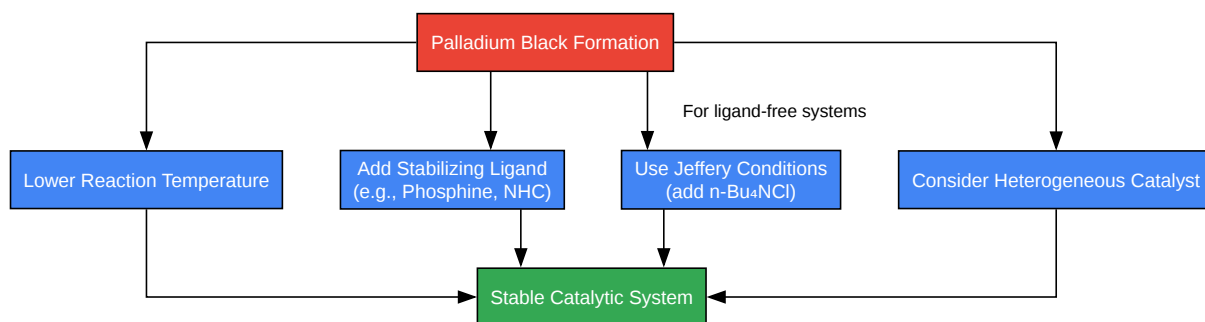 Palladium Black Formation
For ligand-free systems
Lower Reaction Temperature
Add Stabilizing Ligand
(e.g., Phosphine, NHC)
Use Jeffery Conditions
(add n-Bu₄NCl)
Consider Heterogeneous Catalyst
Stable Catalytic System